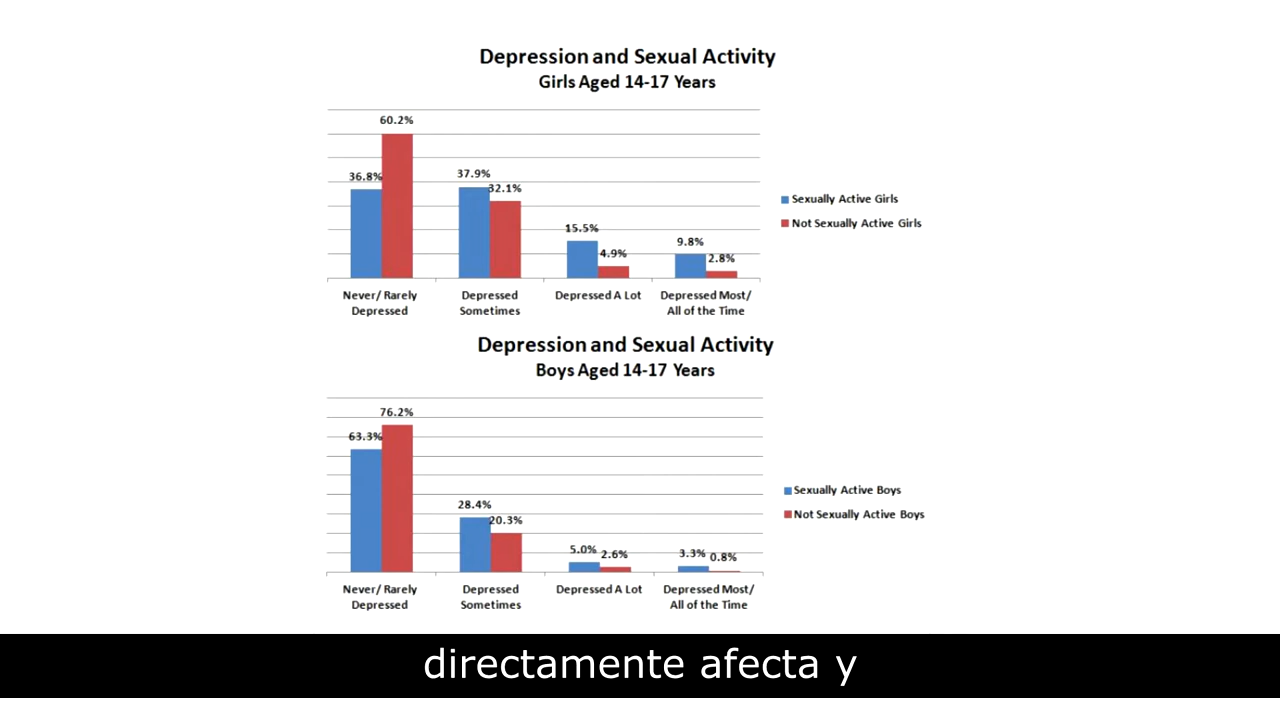 Depression and Sexual Activity
Girls Aged 14-17 Years
60.2%
36.8%
37.9%
32.1%
15.5%
4.9%
9.8%
2.8%
Sexually Active Girls
Not Sexually Active Girls
Never/ Rarely
Depressed
Depressed
Sometimes
Depressed A Lot
Depressed Most/
All of the Time
Depression and Sexual Activity
Boys Aged 14-17 Years
76.2%
63.3%
28.4%
20.3%
5.0%
2.6%
3.3%
0.8%
Sexually Active Boys
Not Sexually Active Boys
Never/ Rarely
Depressed
Depressed
Sometimes
Depressed A Lot
Depressed Most/
All of the Time
directamente afecta y